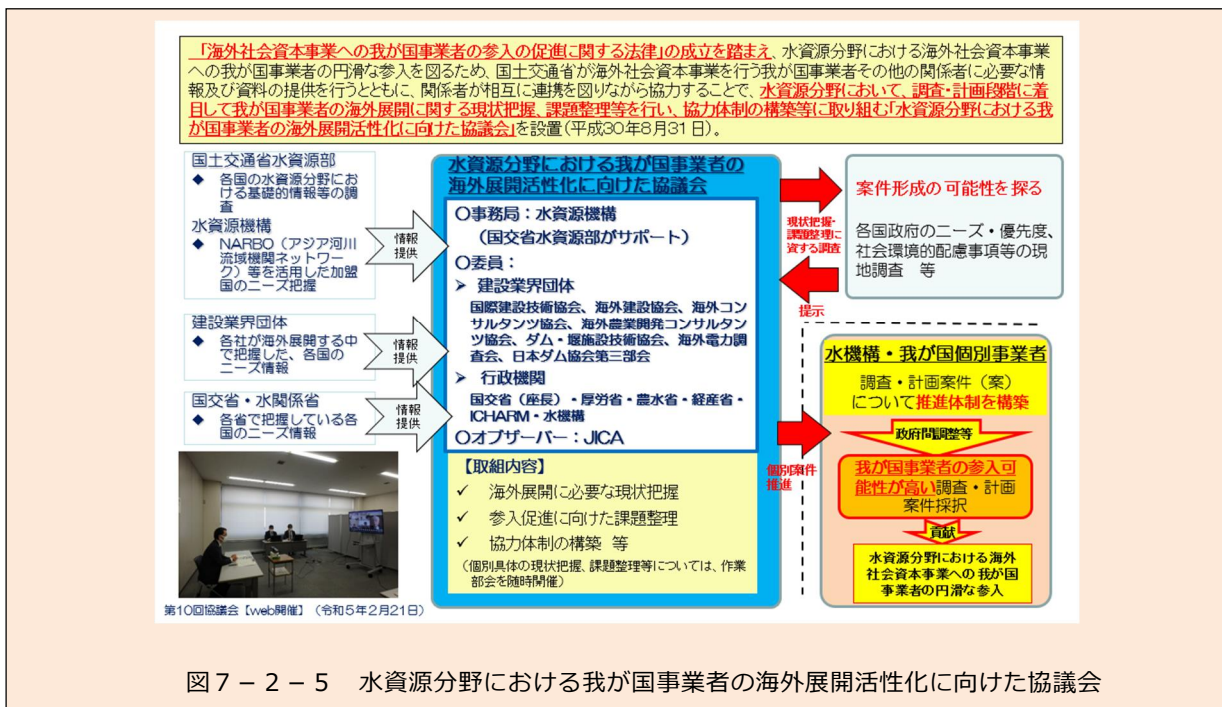 「海外社会資本事業への我が国事業者の参入の促進に関する法律」の成立を踏まえ、水資源分野における海外社会資本事業
への我が国事業者の円滑な参入を図るため、国土交通省が海外社会資本事業を行う我が国事業者その他の関係者に必要な情
報及び資料の提供を行うとともに、関係者が相互に連携を図りながら協力することで、水資源分野において、調査・計画段階に着
目して我が国事業者の海外展開に関する現状把握、課題整理等を行い、協力体制の構築等に取り組む「水資源分野における我
が国事業者の海外展開活性化に向けた協議会」を設置(平成30年8月31日)。
国土交通省水資源部
◆ 各国の水資源分野にお
ける基礎的情報等の調
査
水資源機構
◆ NARBO（アジア河川
流域機関ネットワー
ク）等を活用した加盟
国のニーズ把握
情報
提供
建設業界団体
◆ 各社が海外展開する中
で把握した、各国の
ニーズ情報
情報
提供
国交省・水関係省
◆ 各省で把握している各
国のニーズ情報
情報
提供
第10回協議会【web開催】（令和5年2月21日）
水資源分野における我が国事業者の
海外展開活性化に向けた協議会
〇事務局：水資源機構
（国交省水資源部がサポート）
〇委員：
➢ 建設業界団体
国際建設技術協会、海外建設協会、海外コン
サルタンツ協会、海外農業開発コンサルタン
ツ協会、ダム・堰施設技術協会、海外電力調
査会、日本ダム協会第三部会
➢ 行政機関
国交省（座長）・厚労省・農水省・経産省・
ICHARM・水機構
〇オブザーバー：JICA
【取組内容】
✓ 海外展開に必要な現状把握
✓ 参入促進に向けた課題整理
✓ 協力体制の構築 等
（個別具体の現状把握、課題整理等については、作業
部会を随時開催）
現状把握・
課題整理に
資する調査
提示
案件形成の可能性を探る
各国政府のニーズ・優先度、
社会環境的配慮事項等の現
地調査 等
個別案件
推進
水機構・我が国個別事業者
調査・計画案件（案）
について推進体制を構築
政府間調整等
我が国事業者の参入可
能性が高い調査・計画
案件採択
貢献
水資源分野における海外
社会資本事業への我が国
事業者の円滑な参入
図７－２－５ 水資源分野における我が国事業者の海外展開活性化に向けた協議会